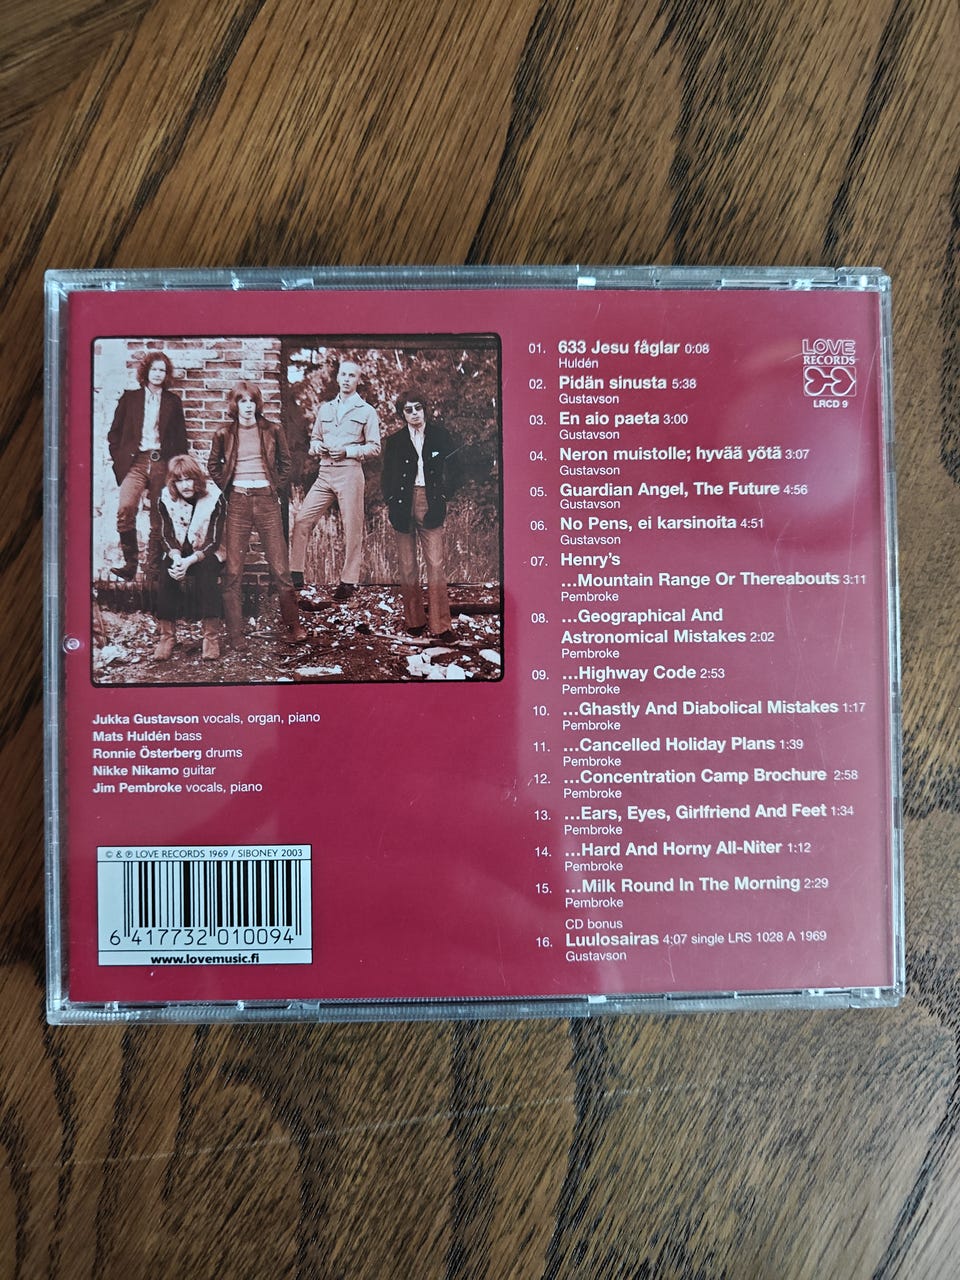 01. 633 Jesu fåglar 0:08
Huldén
02. Pidän sinusta 5:38
Gustavson
03. En aio paeta 3:00
Gustavson
04. Neron muistolle; hyvää yötä 3:07
Gustavson
05. Guardian Angel, The Future 4:56
Gustavson
06. No Pens, ei karsinoita 4:51
Gustavson
07. Henry's
...Mountain Range Or Thereabouts 3:11
Pembroke
08. ...Geographical And
Astronomical Mistakes 2:02
Pembroke
09. ...Highway Code 2:53
Pembroke
10. ...Ghastly And Diabolical Mistakes 1:17
Pembroke
11. ...Cancelled Holiday Plans 1:39
Pembroke
12. ...Concentration Camp Brochure 2:58
Pembroke
13. ...Ears, Eyes, Girlfriend And Feet 1:34
Pembroke
14. ...Hard And Horny All-Niter 1:12
Pembroke
15. ...Milk Round In The Morning 2:29
Pembroke
CD bonus
16. Luulosairas 4:07 single LRS 1028 A 1969
Gustavson
LOVE
RECORDS
LRCD 9
Jukka Gustavson vocals, organ, piano
Mats Huldén bass
Ronnie Österberg drums
Nikke Nikamo guitar
Jim Pembroke vocals, piano
© & ℗ LOVE RECORDS 1969 / SIBONEY 2003
6 417732 010094
www.lovemusic.fi